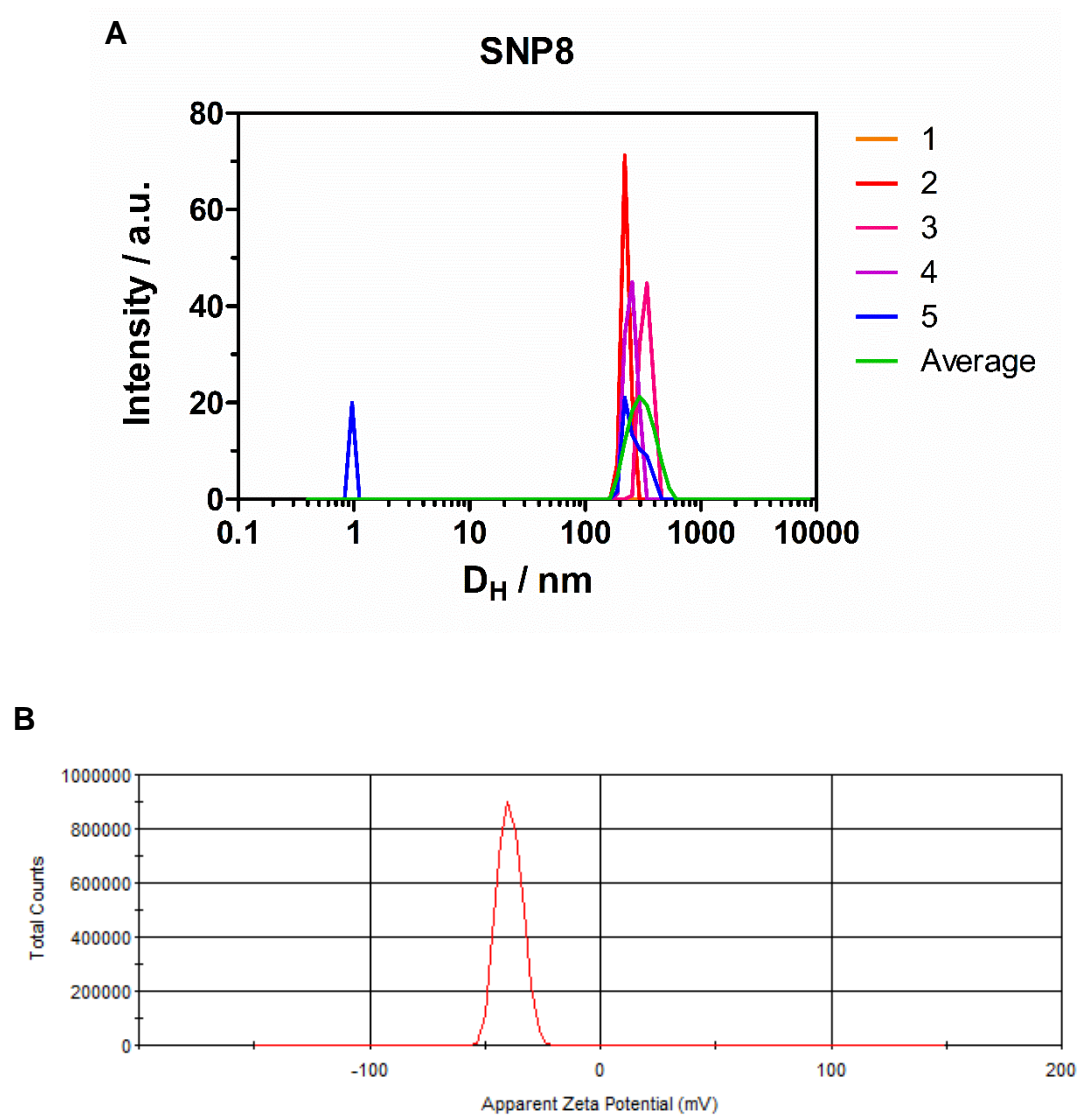 A
SNP8
80
60
40
20
0
Intensity / a.u.
0.1 1 10 100 1000 10000
D_H / nm
1
2
3
4
5
Average
B
1000000
800000
600000
400000
200000
0
Total Counts
-100 0 100 200
Apparent Zeta Potential (mV)